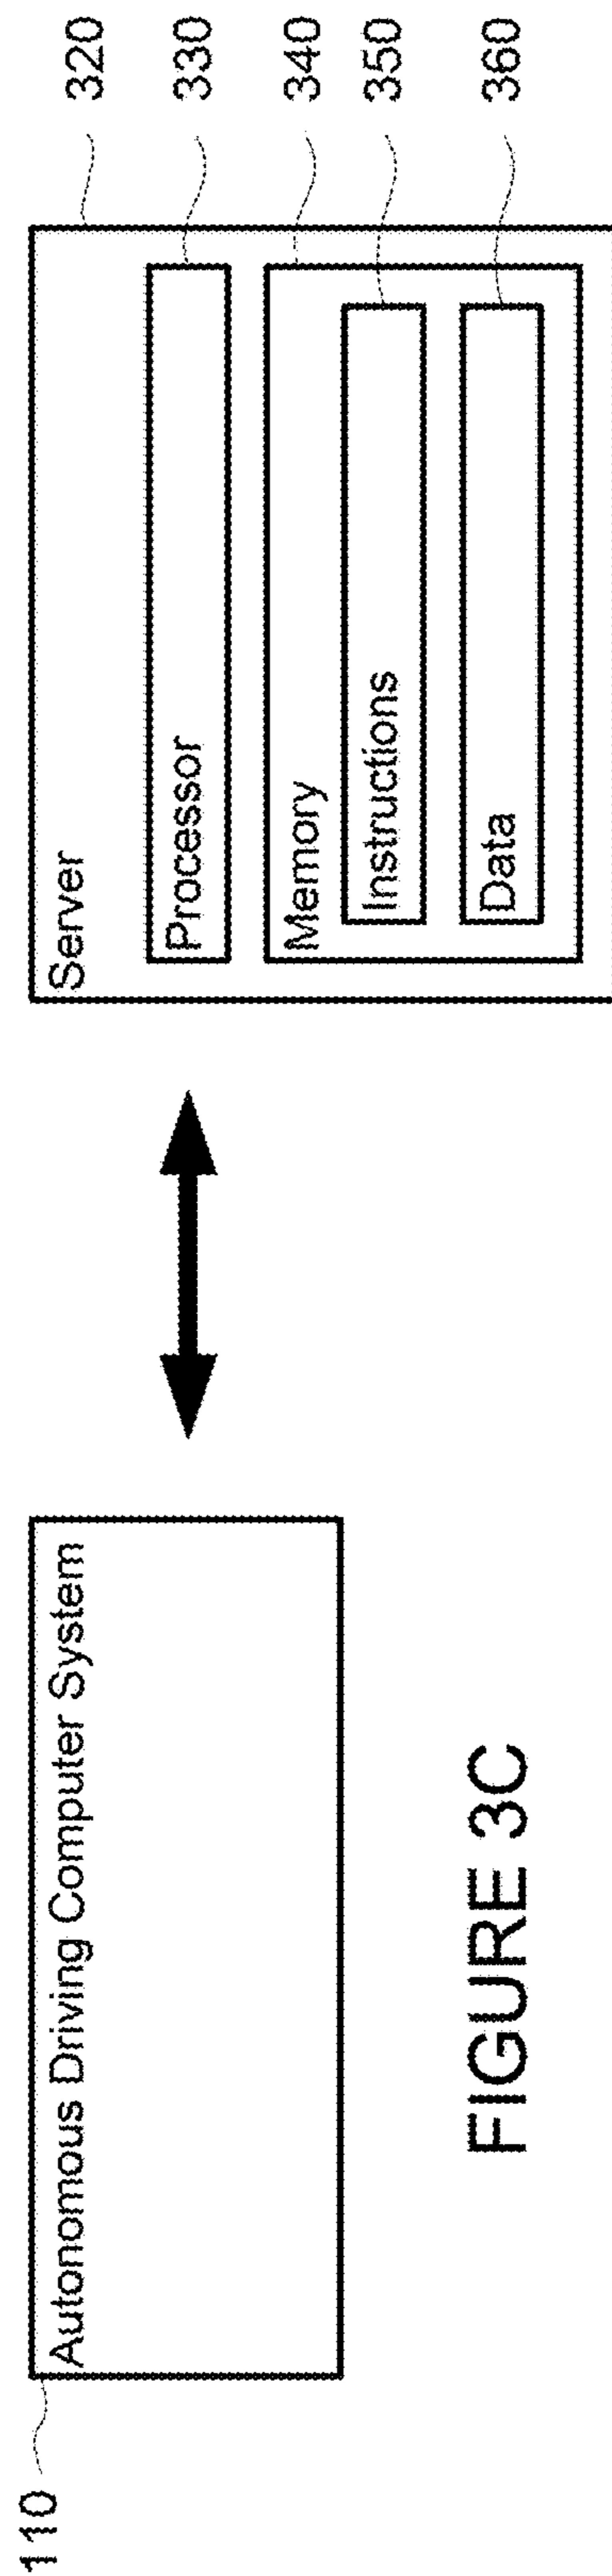 110
Autonomous Driving Computer System
Server
320
Processor
330
Memory
340
Instructions
350
Data
360
FIGURE 3C